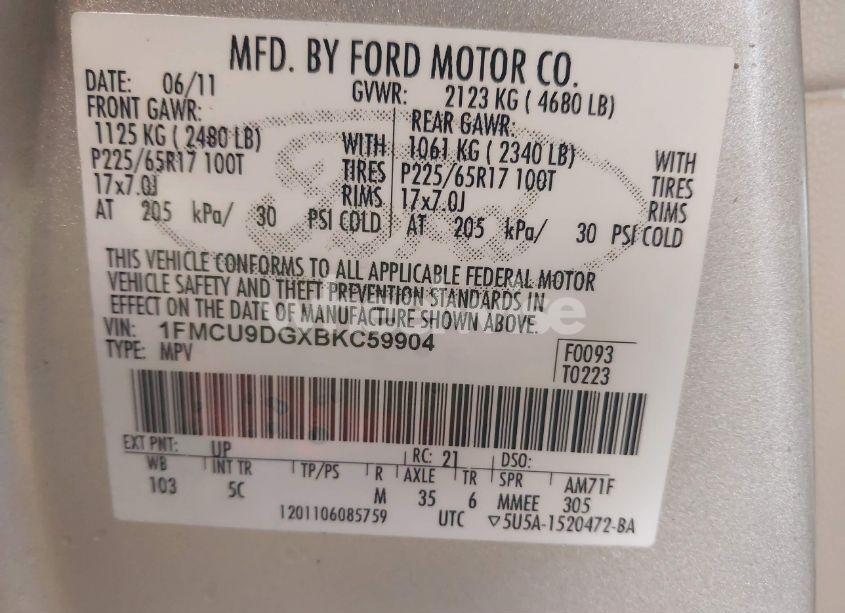 MFD. BY FORD MOTOR CO.
DATE: 06/11 GVWR: 2123 KG ( 4680 LB)
FRONT GAWR: REAR GAWR:
1125 KG ( 2480 LB) WITH 1061 KG ( 2340 LB) WITH
P225/65R17 100T TIRES P225/65R17 100T TIRES
17x7.0J RIMS 17x7.0J RIMS
AT 205 kPa/ 30 PSI COLD AT 205 kPa/ 30 PSI COLD
THIS VEHICLE CONFORMS TO ALL APPLICABLE FEDERAL MOTOR
VEHICLE SAFETY AND THEFT PREVENTION STANDARDS IN
EFFECT ON THE DATE OF MANUFACTURE SHOWN ABOVE.
VIN: 1FMCU9DGXBKC59904
TYPE: MPV
F0093
T0223
EXT PNT: UP RC: 21 DSO:
WB INT TR TP/PS R AXLE TR SPR AM71F
103 5C M 35 6 MMEE 305
1201106085759 UTC ▽5U5A-1520472-BA